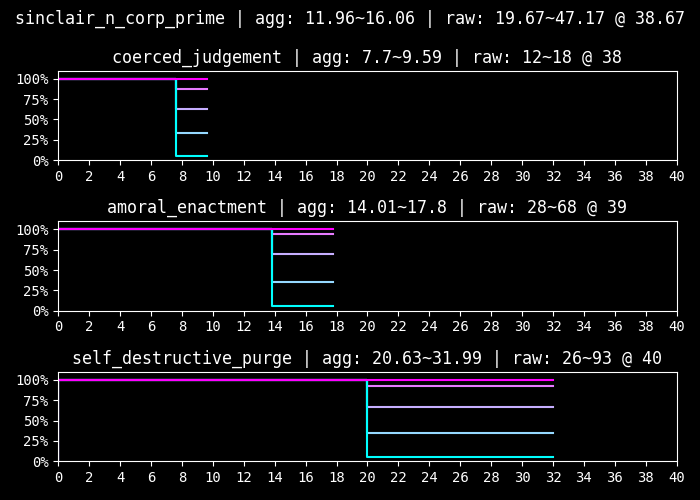 sinclair_n_corp_prime | agg: 11.96~16.06 | raw: 19.67~47.17 @ 38.67
coerced_judgement | agg: 7.7~9.59 | raw: 12~18 @ 38
100%
75%
50%
25%
0%
0 2 4 6 8 10 12 14 16 18 20 22 24 26 28 30 32 34 36 38 40
amoral_enactment | agg: 14.01~17.8 | raw: 28~68 @ 39
100%
75%
50%
25%
0%
0 2 4 6 8 10 12 14 16 18 20 22 24 26 28 30 32 34 36 38 40
self_destructive_purge | agg: 20.63~31.99 | raw: 26~93 @ 40
100%
75%
50%
25%
0%
0 2 4 6 8 10 12 14 16 18 20 22 24 26 28 30 32 34 36 38 40